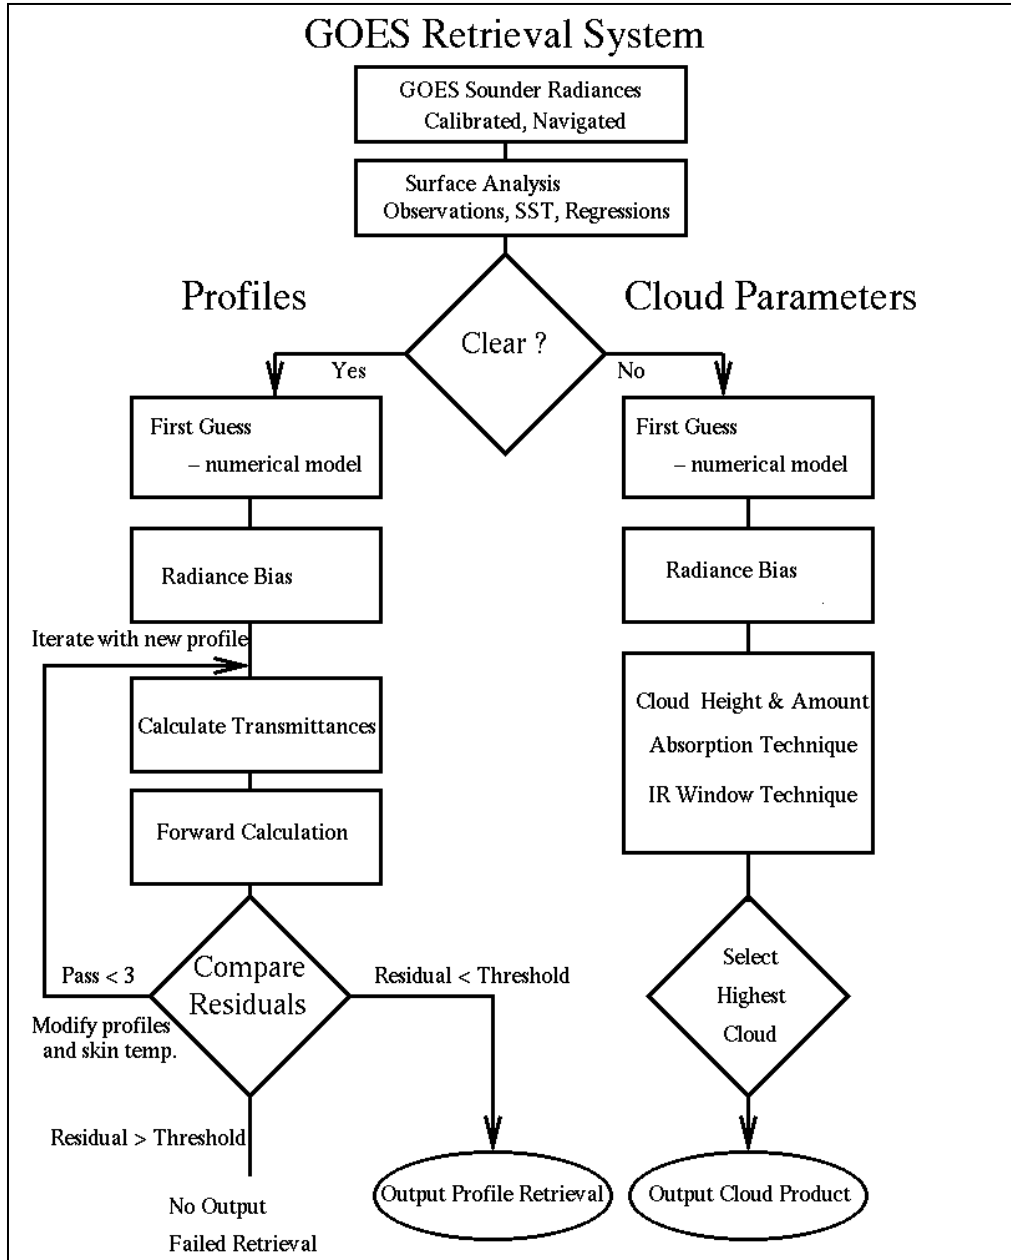 GOES Retrieval System
GOES Sounder Radiances
Calibrated, Navigated
Surface Analysis
Observations, SST, Regressions
Profiles
Cloud Parameters
Clear ?
Yes
No
First Guess
– numerical model
First Guess
– numerical model
Radiance Bias
Radiance Bias
Iterate with new profile
Calculate Transmittances
Cloud Height & Amount
Absorption Technique
IR Window Technique
Forward Calculation
Compare
Residuals
Pass < 3
Residual < Threshold
Modify profiles
and skin temp.
Select
Highest
Cloud
Residual > Threshold
No Output
Failed Retrieval
Output Profile Retrieval
Output Cloud Product